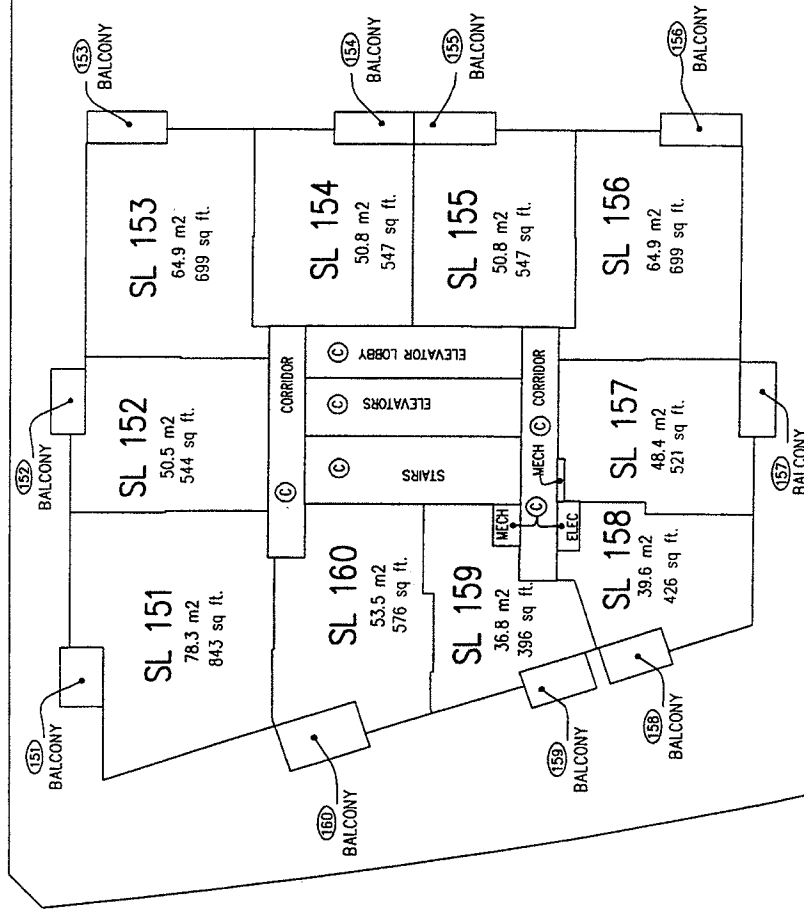 153
BALCONY
154
BALCONY
155
BALCONY
156
BALCONY
152
BALCONY
SL 153
64.9 m2
699 sq ft.
SL 154
50.8 m2
547 sq ft.
SL 155
50.8 m2
547 sq ft.
SL 156
64.9 m2
699 sq ft.
SL 152
50.5 m2
544 sq ft.
CORRIDOR
C
C
ELEVATOR LOBBY
C
ELEVATORS
C
STAIRS
CORRIDOR
C
MECH
C
MECH
ELEC
SL 157
48.4 m2
521 sq ft.
157
BALCONY
SL 151
78.3 m2
843 sq ft.
SL 160
53.5 m2
576 sq ft.
SL 159
36.8 m2
396 sq ft.
SL 158
39.6 m2
426 sq ft.
151
BALCONY
160
BALCONY
159
BALCONY
158
BALCONY